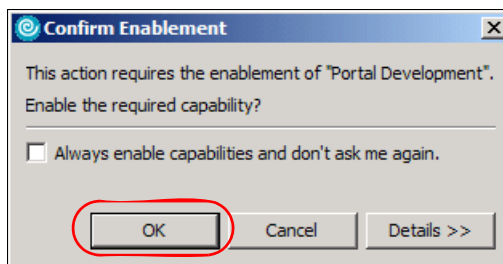 Confirm Enablement
This action requires the enablement of "Portal Development".
Enable the required capability?
Always enable capabilities and don't ask me again.
OK Cancel Details >>